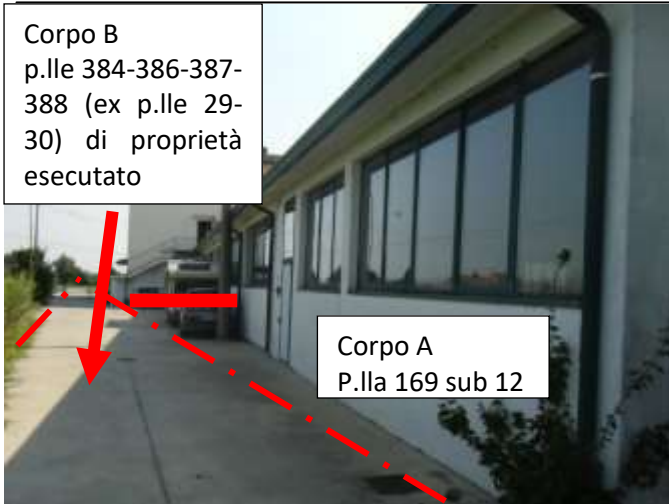 Corpo B
p.lle 384-386-387-
388 (ex p.lle 29-
30) di proprietà
esecutato
Corpo A
P.lla 169 sub 12